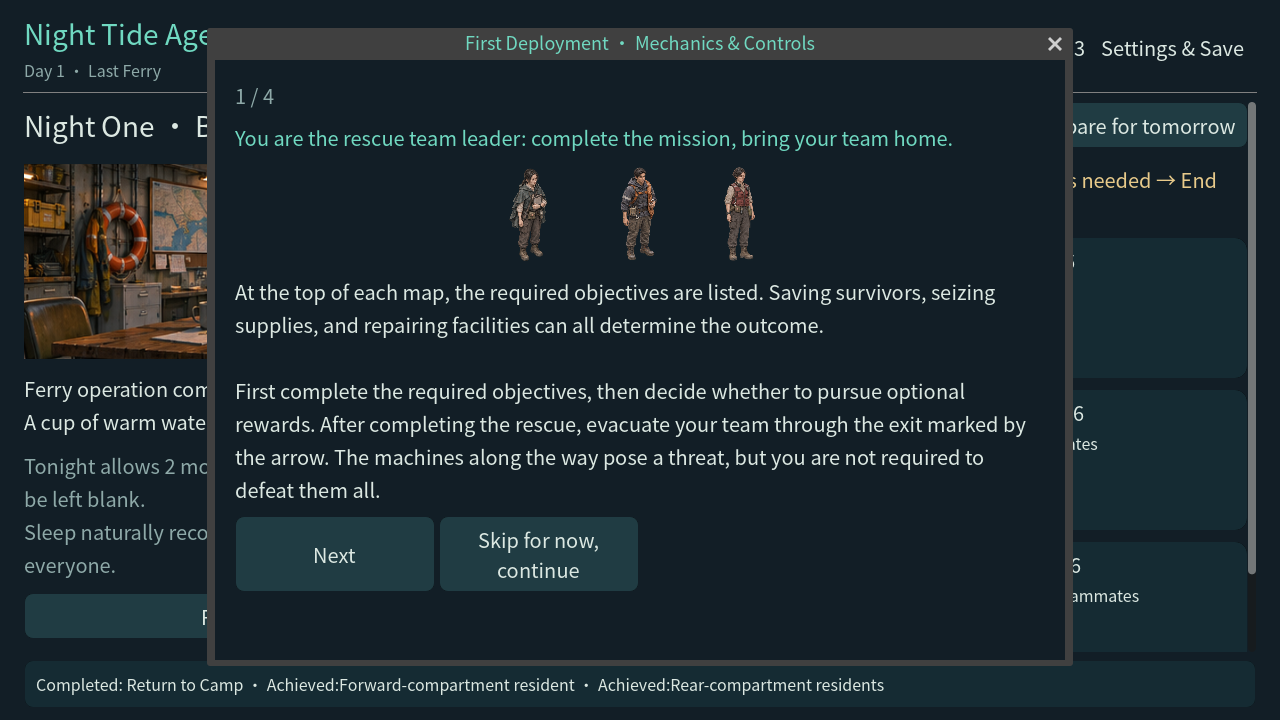 Night Tide Age
Day 1 · Last Ferry
3 Settings & Save
First Deployment · Mechanics & Controls
Night One · B
pare for tomorrow
s needed → End
1 / 4
You are the rescue team leader: complete the mission, bring your team home.
At the top of each map, the required objectives are listed. Saving survivors, seizing
supplies, and repairing facilities can all determine the outcome.
First complete the required objectives, then decide whether to pursue optional
rewards. After completing the rescue, evacuate your team through the exit marked by
the arrow. The machines along the way pose a threat, but you are not required to
defeat them all.
Next
Skip for now,
continue
Ferry operation com
A cup of warm wate
Tonight allows 2 mo
be left blank.
Sleep naturally reco
everyone.
6
ates
6
ammates
Completed: Return to Camp · Achieved:Forward-compartment resident · Achieved:Rear-compartment residents